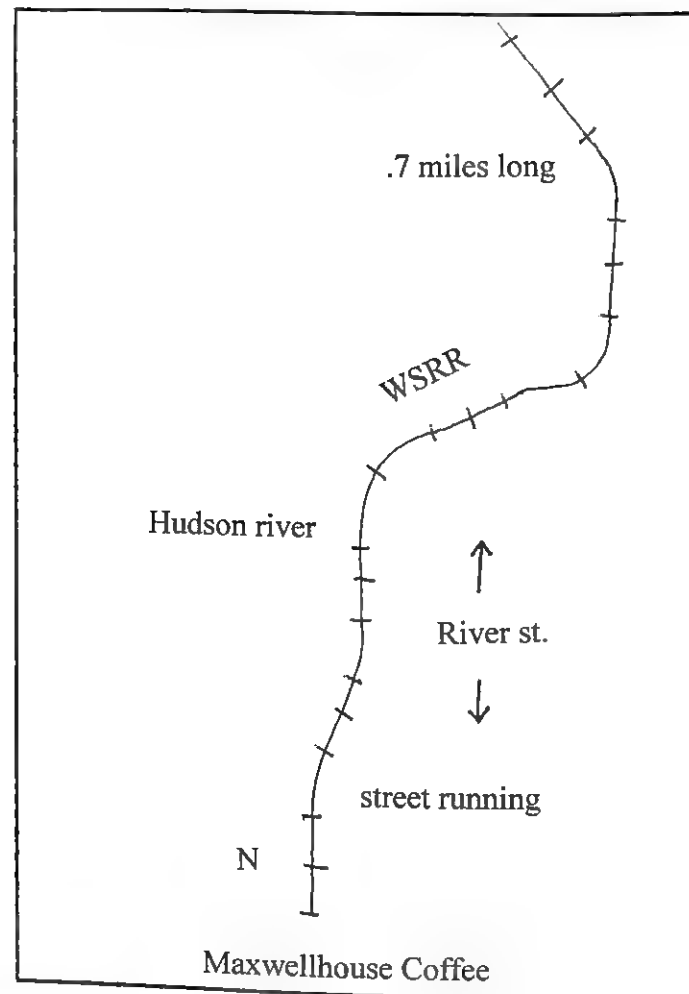 .7 miles long
WSRR
Hudson river
River st.
street running
N
Maxwellhouse Coffee